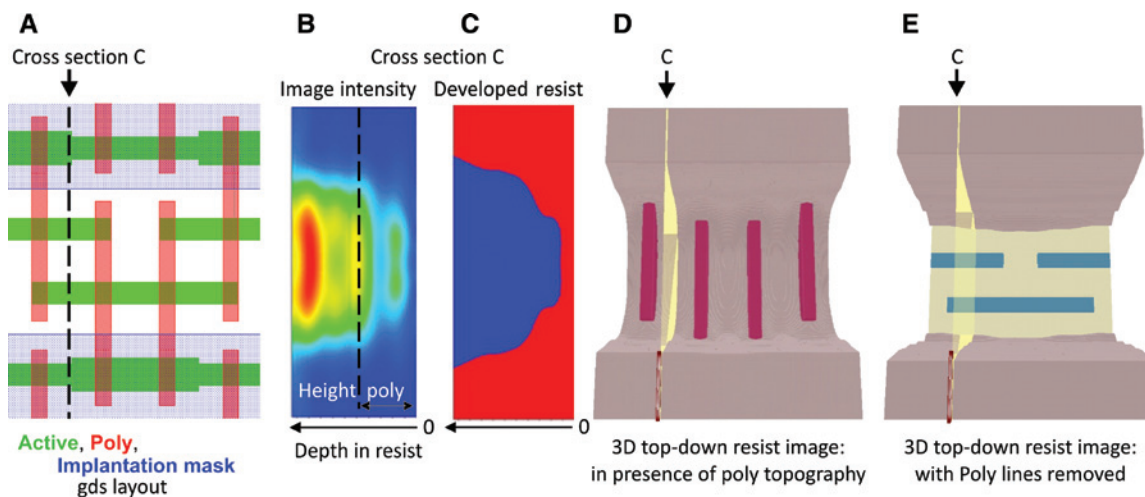 A
B
C
D
E
Cross section C
Cross section C
C
C
Image intensity
Developed resist
Height poly
0
0
Depth in resist
Active, Poly,
Implantation mask
gds layout
3D top-down resist image:
in presence of poly topography
3D top-down resist image:
with Poly lines removed